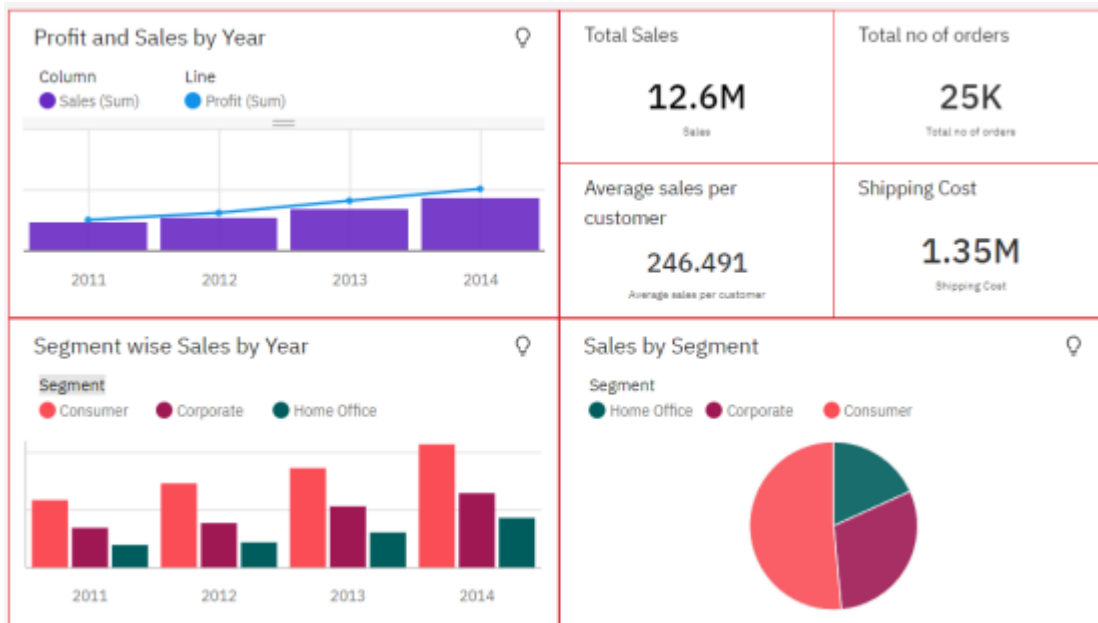 Profit and Sales by Year
Column Line
Sales (Sum) Profit (Sum)
2011 2012 2013 2014
Total Sales
12.6M
Sales
Total no of orders
25K
Total no of orders
Average sales per
customer
246.491
Average sales per customer
Shipping Cost
1.35M
Shipping Cost
Segment wise Sales by Year
Segment
Consumer Corporate Home Office
2011 2012 2013 2014
Sales by Segment
Segment
Home Office Corporate Consumer